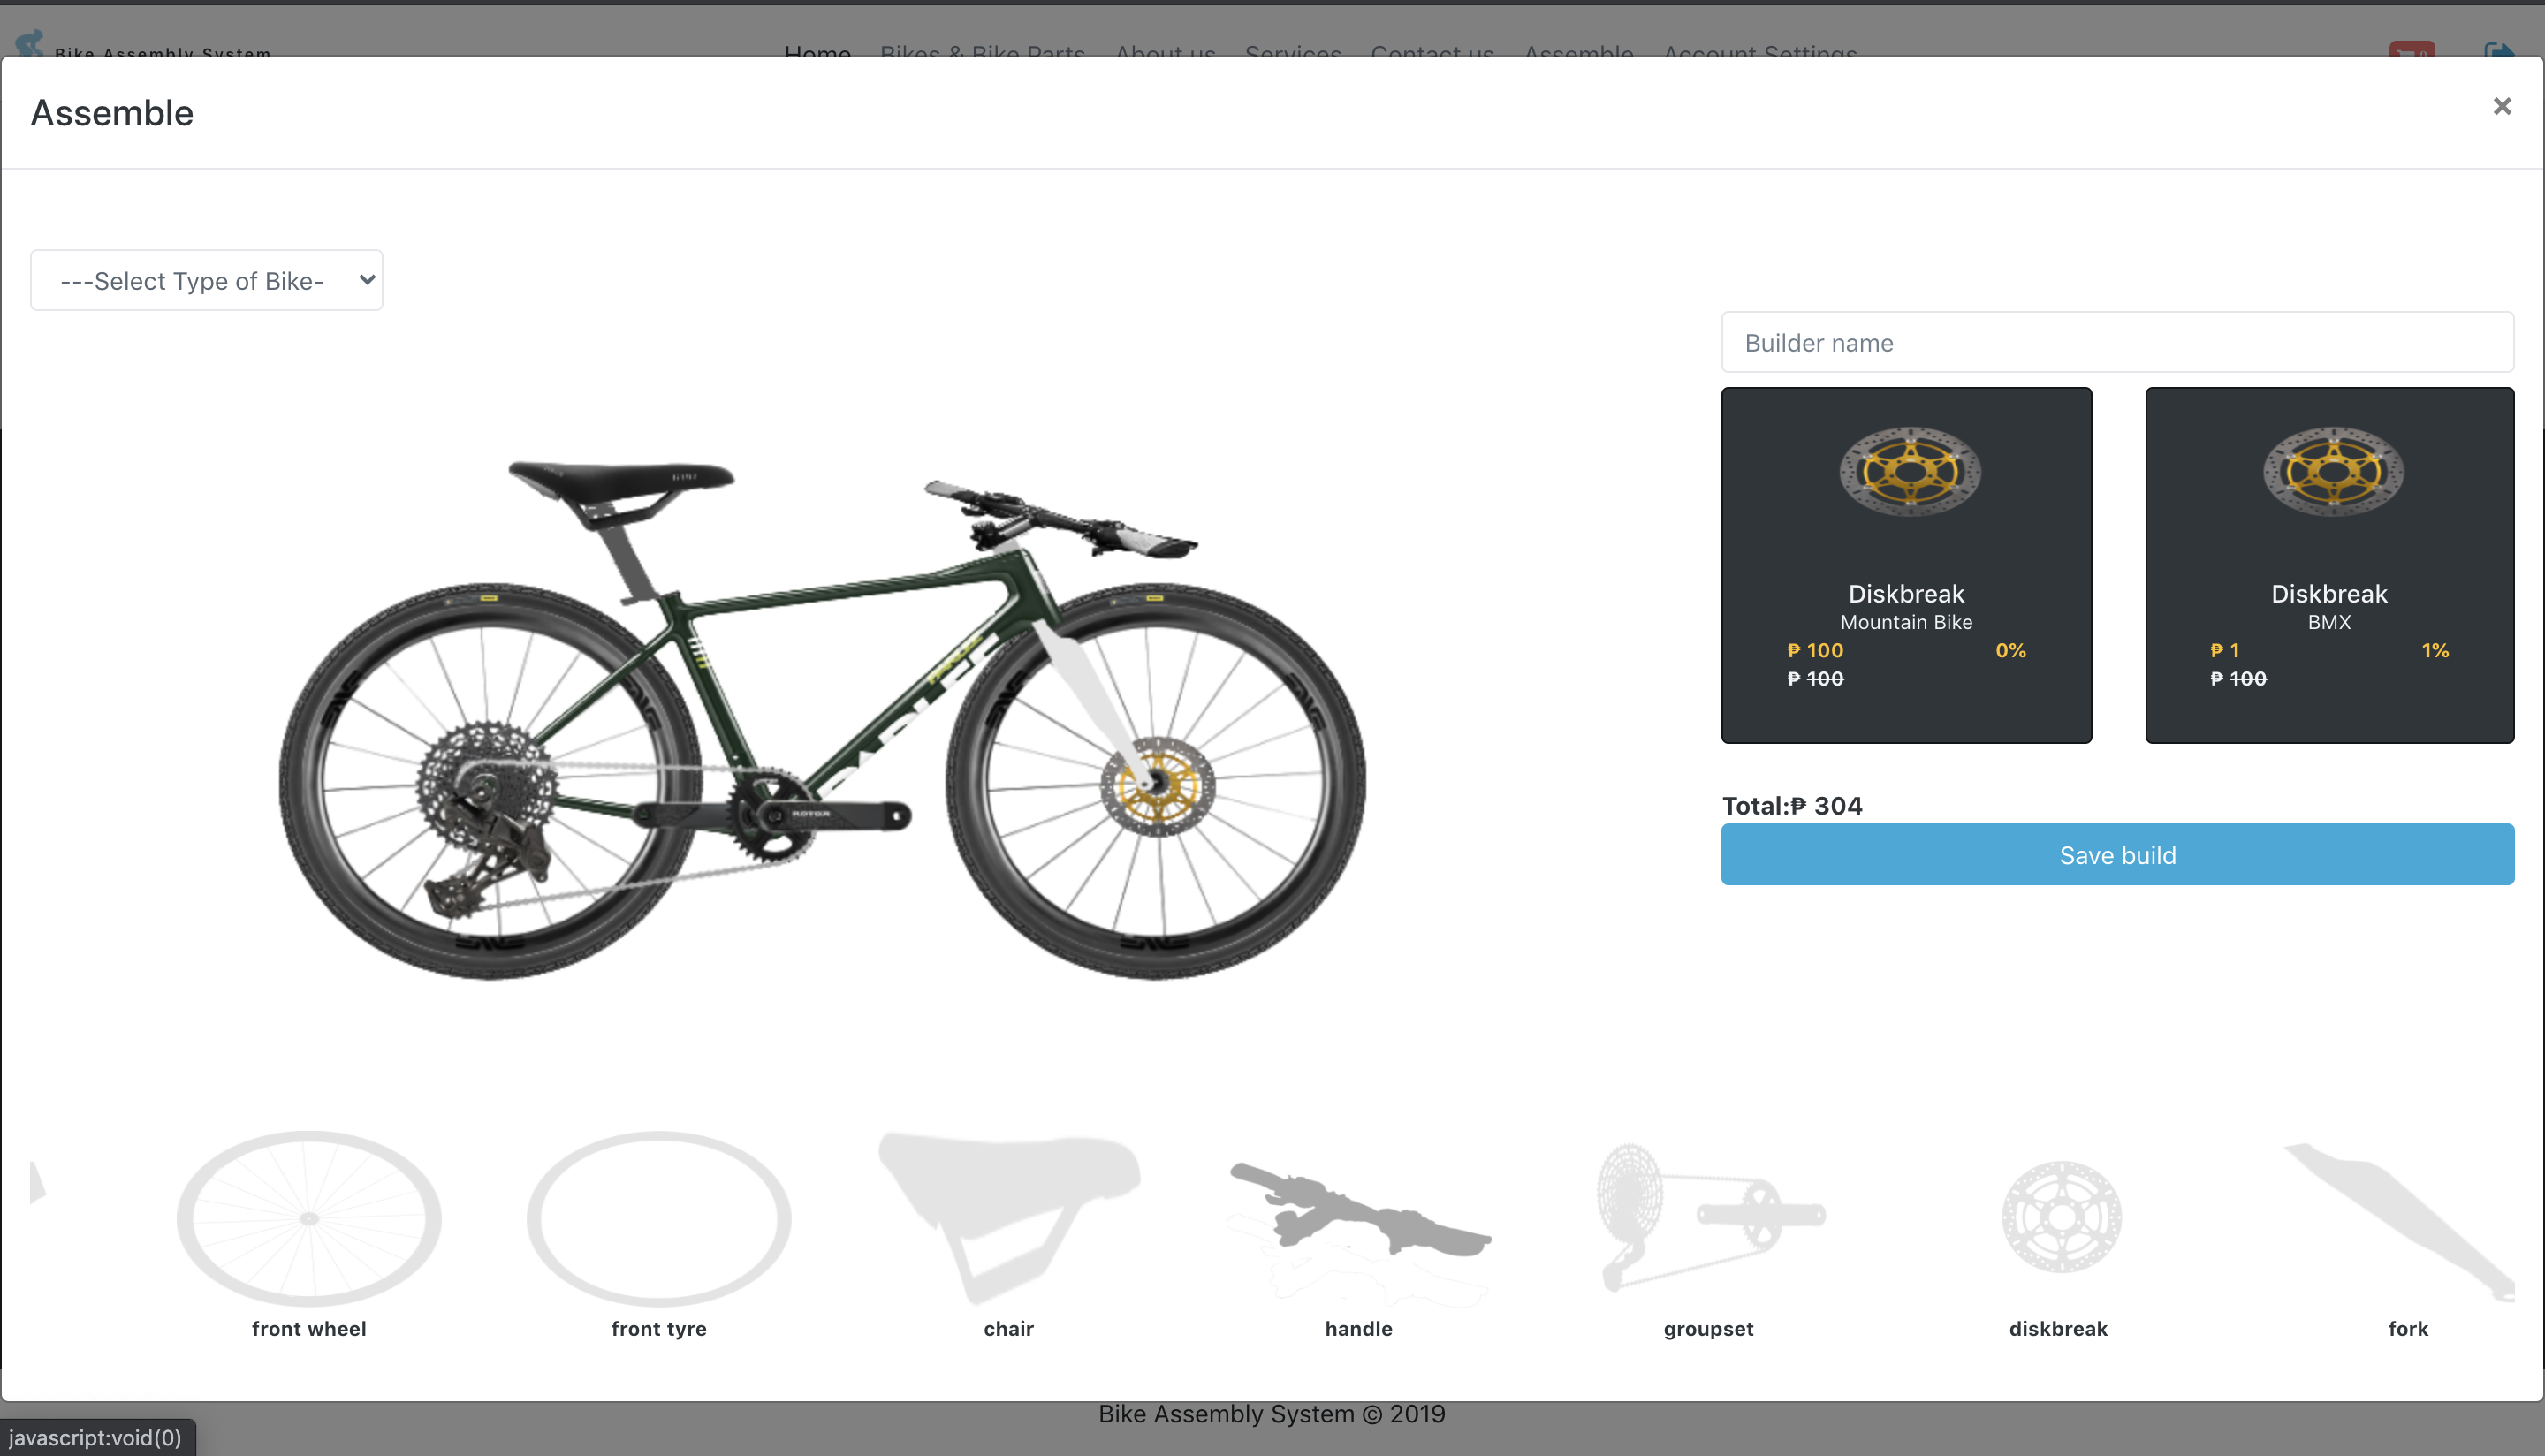 Bike Assembly System
Home Bikes & Bike Parts About us Services Contact us Assemble Account Settings
Assemble
×
---Select Type of Bike-
Builder name
Diskbreak
Mountain Bike
₱ 100 0%
₱ 100
Diskbreak
BMX
₱ 1 1%
₱ 100
ROTOR
Total:₱ 304
Save build
front wheel
front tyre
chair
handle
groupset
diskbreak
fork
Bike Assembly System © 2019
javascript:void(0)